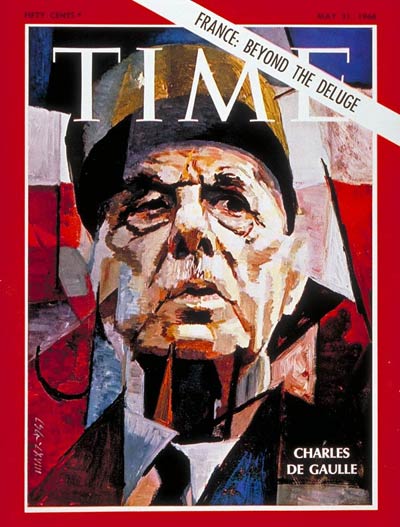 FIFTY CENTS
MAY 31, 1968
FRANCE: BEYOND THE DELUGE
TIME
CHARLES
DE GAULLE